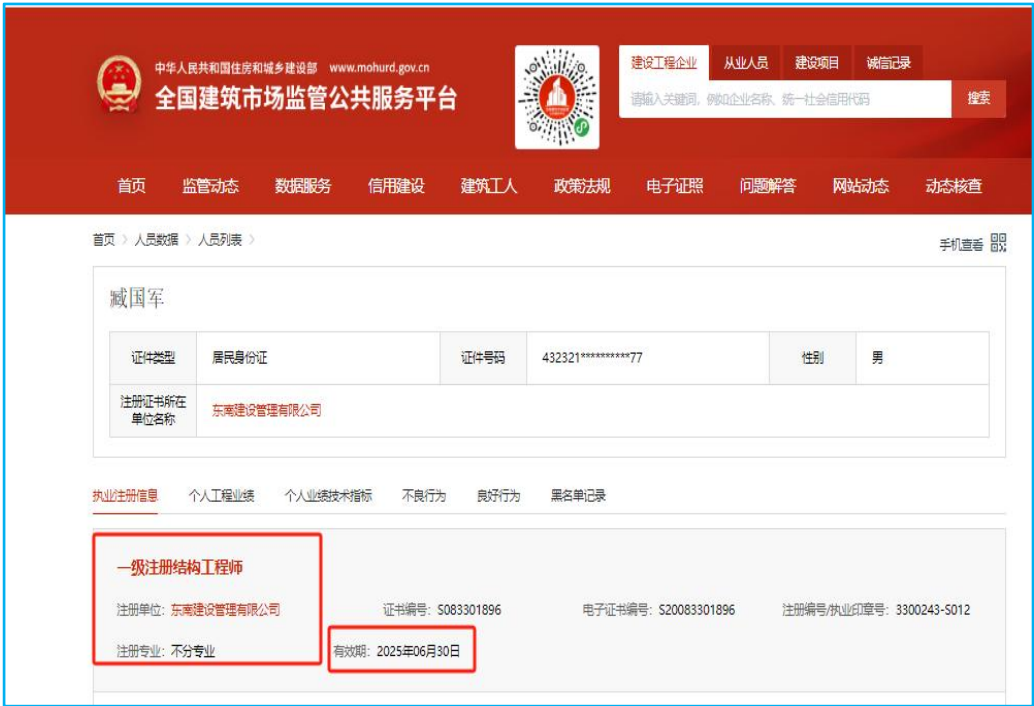 中华人民共和国住房和城乡建设部 www.mohurd.gov.cn
全国建筑市场监管公共服务平台
建设工程企业 从业人员 建设项目 诚信记录
请输入关键词，例如企业名称、统一社会信用代码 搜索
首页 监管动态 数据服务 信用建设 建筑工人 政策法规 电子证照 问题解答 网站动态 动态核查
首页 > 人员数据 > 人员列表 >
手机查看
臧国军
证件类型 居民身份证 证件号码 432321**********77 性别 男
注册证书所在
单位名称
东南建设管理有限公司
执业注册信息 个人工程业绩 个人业绩技术指标 不良行为 良好行为 黑名单记录
一级注册结构工程师
注册单位：东南建设管理有限公司 证书编号：S083301896 电子证书编号：S20083301896 注册编号/执业印章号：3300243-S012
注册专业：不分专业 有效期：2025年06月30日